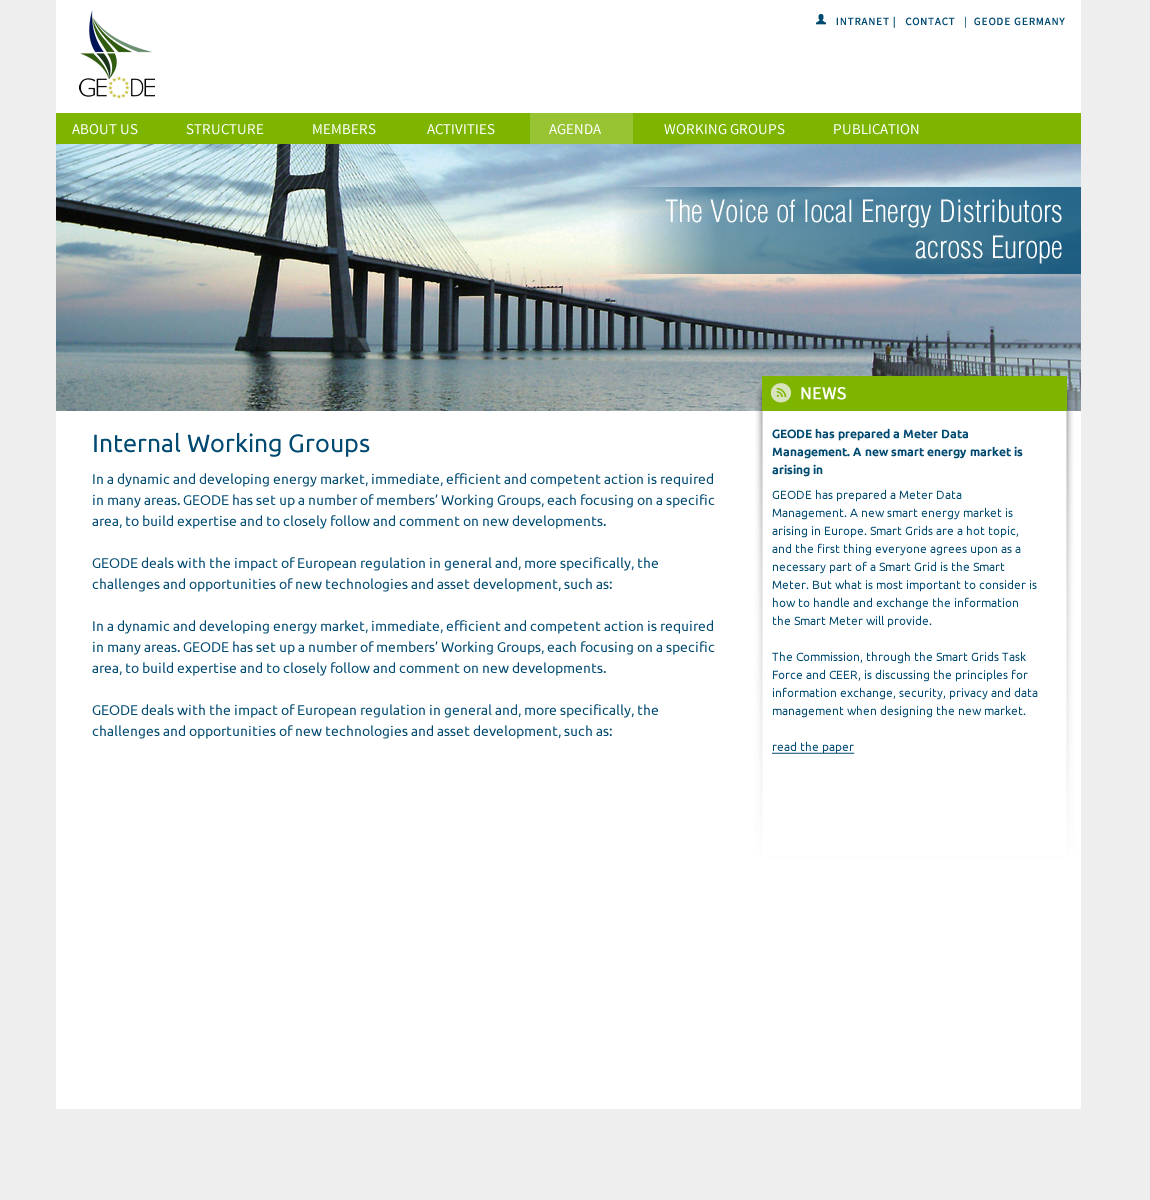 INTRANET | CONTACT | GEODE GERMANY
GEODE
ABOUT US STRUCTURE MEMBERS ACTIVITIES AGENDA WORKING GROUPS PUBLICATION
The Voice of local Energy Distributors
across Europe
Internal Working Groups
In a dynamic and developing energy market, immediate, efficient and competent action is required
in many areas. GEODE has set up a number of members’ Working Groups, each focusing on a specific
area, to build expertise and to closely follow and comment on new developments.
GEODE deals with the impact of European regulation in general and, more specifically, the
challenges and opportunities of new technologies and asset development, such as:
In a dynamic and developing energy market, immediate, efficient and competent action is required
in many areas. GEODE has set up a number of members’ Working Groups, each focusing on a specific
area, to build expertise and to closely follow and comment on new developments.
GEODE deals with the impact of European regulation in general and, more specifically, the
challenges and opportunities of new technologies and asset development, such as:
NEWS
GEODE has prepared a Meter Data
Management. A new smart energy market is
arising in
GEODE has prepared a Meter Data
Management. A new smart energy market is
arising in Europe. Smart Grids are a hot topic,
and the first thing everyone agrees upon as a
necessary part of a Smart Grid is the Smart
Meter. But what is most important to consider is
how to handle and exchange the information
the Smart Meter will provide.
The Commission, through the Smart Grids Task
Force and CEER, is discussing the principles for
information exchange, security, privacy and data
management when designing the new market.
read the paper